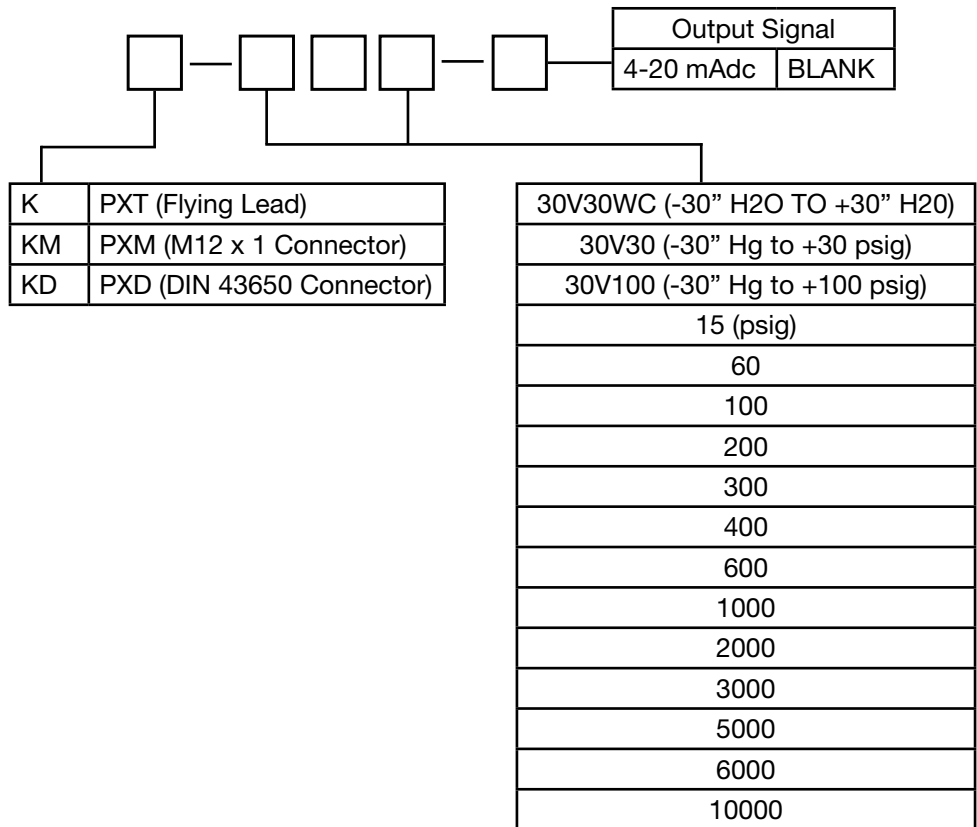 Output Signal
4-20 mAdc BLANK
K PXT (Flying Lead)
KM PXM (M12 x 1 Connector)
KD PXD (DIN 43650 Connector)
30V30WC (-30” H2O TO +30” H20)
30V30 (-30” Hg to +30 psig)
30V100 (-30” Hg to +100 psig)
15 (psig)
60
100
200
300
400
600
1000
2000
3000
5000
6000
10000